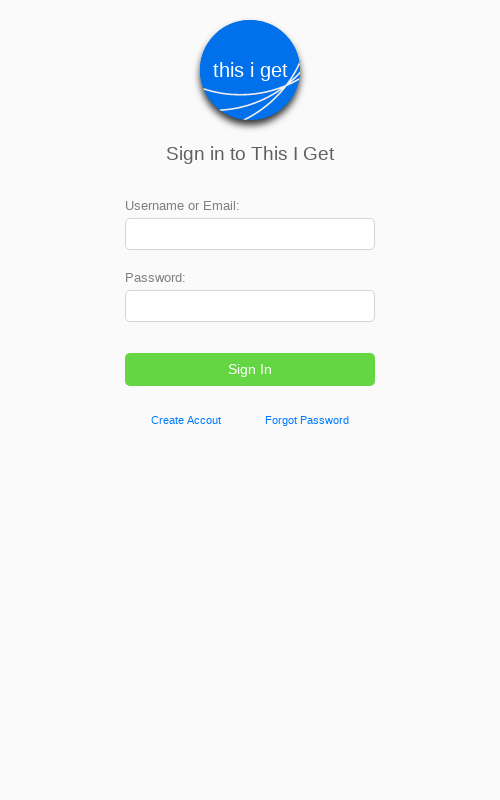 this i get
Sign in to This I Get
Username or Email:
Password:
Sign In
Create Accout
Forgot Password